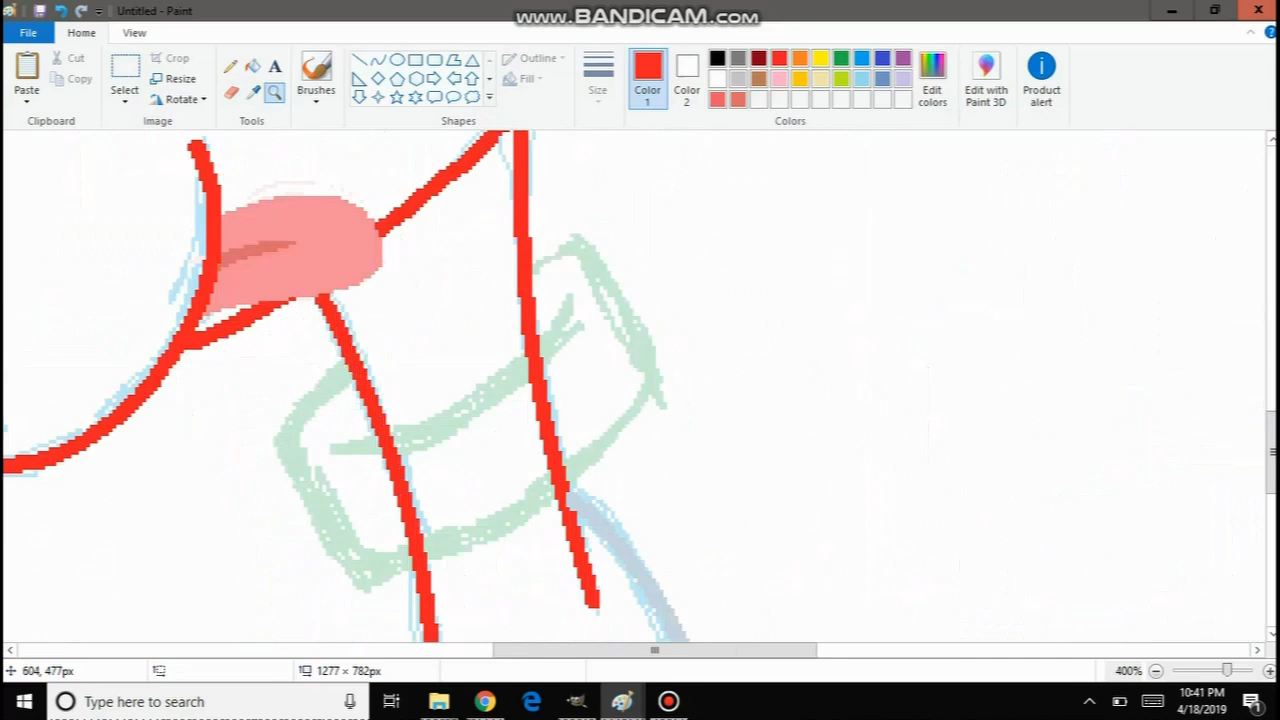 Untitled - Paint
www.BANDICAM.com
File
Home
View
Paste
Cut
Copy
Clipboard
Select
Crop
Resize
Rotate
Image
A
Tools
Brushes
Outline
Fill
Shapes
Size
Color 1
Color 2
Edit colors
Colors
Edit with Paint 3D
Product alert
604, 477px
1277 × 782px
400%
Type here to search
10:41 PM
4/18/2019
1